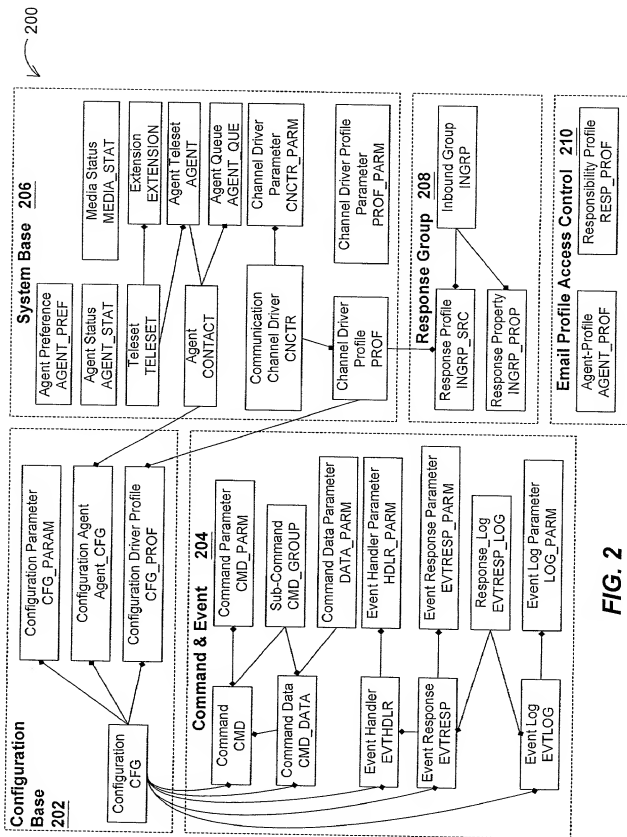 200
Configuration
Base
202
Configuration
CFG
Configuration Parameter
CFG_PARAM
Configuration Agent
Agent_CFG
Configuration Driver Profile
CFG_PROF
Command & Event 204
Command
CMD
Command Parameter
CMD_PARM
Sub-Command
CMD_GROUP
Command Data
CMD_DATA
Command Data Parameter
DATA_PARM
Event Handler
EVTHDLR
Event Handler Parameter
HDLR_PARM
Event Response
EVTRESP
Event Response Parameter
EVTRESP_PARM
Response_Log
EVTRESP_LOG
Event Log
EVTLOG
Event Log Parameter
LOG_PARM
System Base 206
Agent Preference
AGENT_PREF
Media Status
MEDIA_STAT
Agent Status
AGENT_STAT
Teleset
TELESET
Extension
EXTENSION
Agent Teleset
AGENT
Agent
CONTACT
Agent Queue
AGENT_QUE
Communication
Channel Driver
CNCTR
Channel Driver
Parameter
CNCTR_PARM
Channel Driver
Profile
PROF
Channel Driver Profile
Parameter
PROF_PARM
Response Group 208
Response Profile
INGRP_SRC
Inbound Group
INGRP
Response Property
INGRP_PROP
Email Profile Access Control 210
Agent-Profile
AGENT_PROF
Responsibility Profile
RESP_PROF
FIG. 2